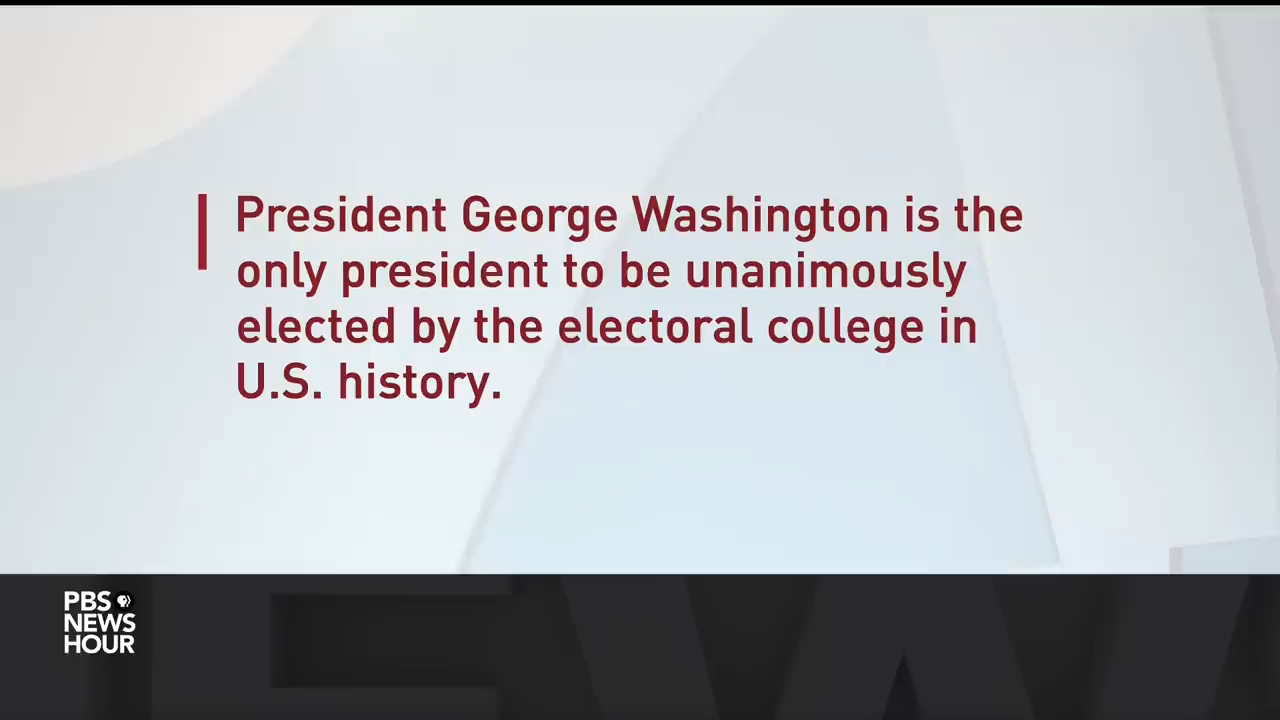 President George Washington is the
only president to be unanimously
elected by the electoral college in
U.S. history.
PBS
NEWS
HOUR